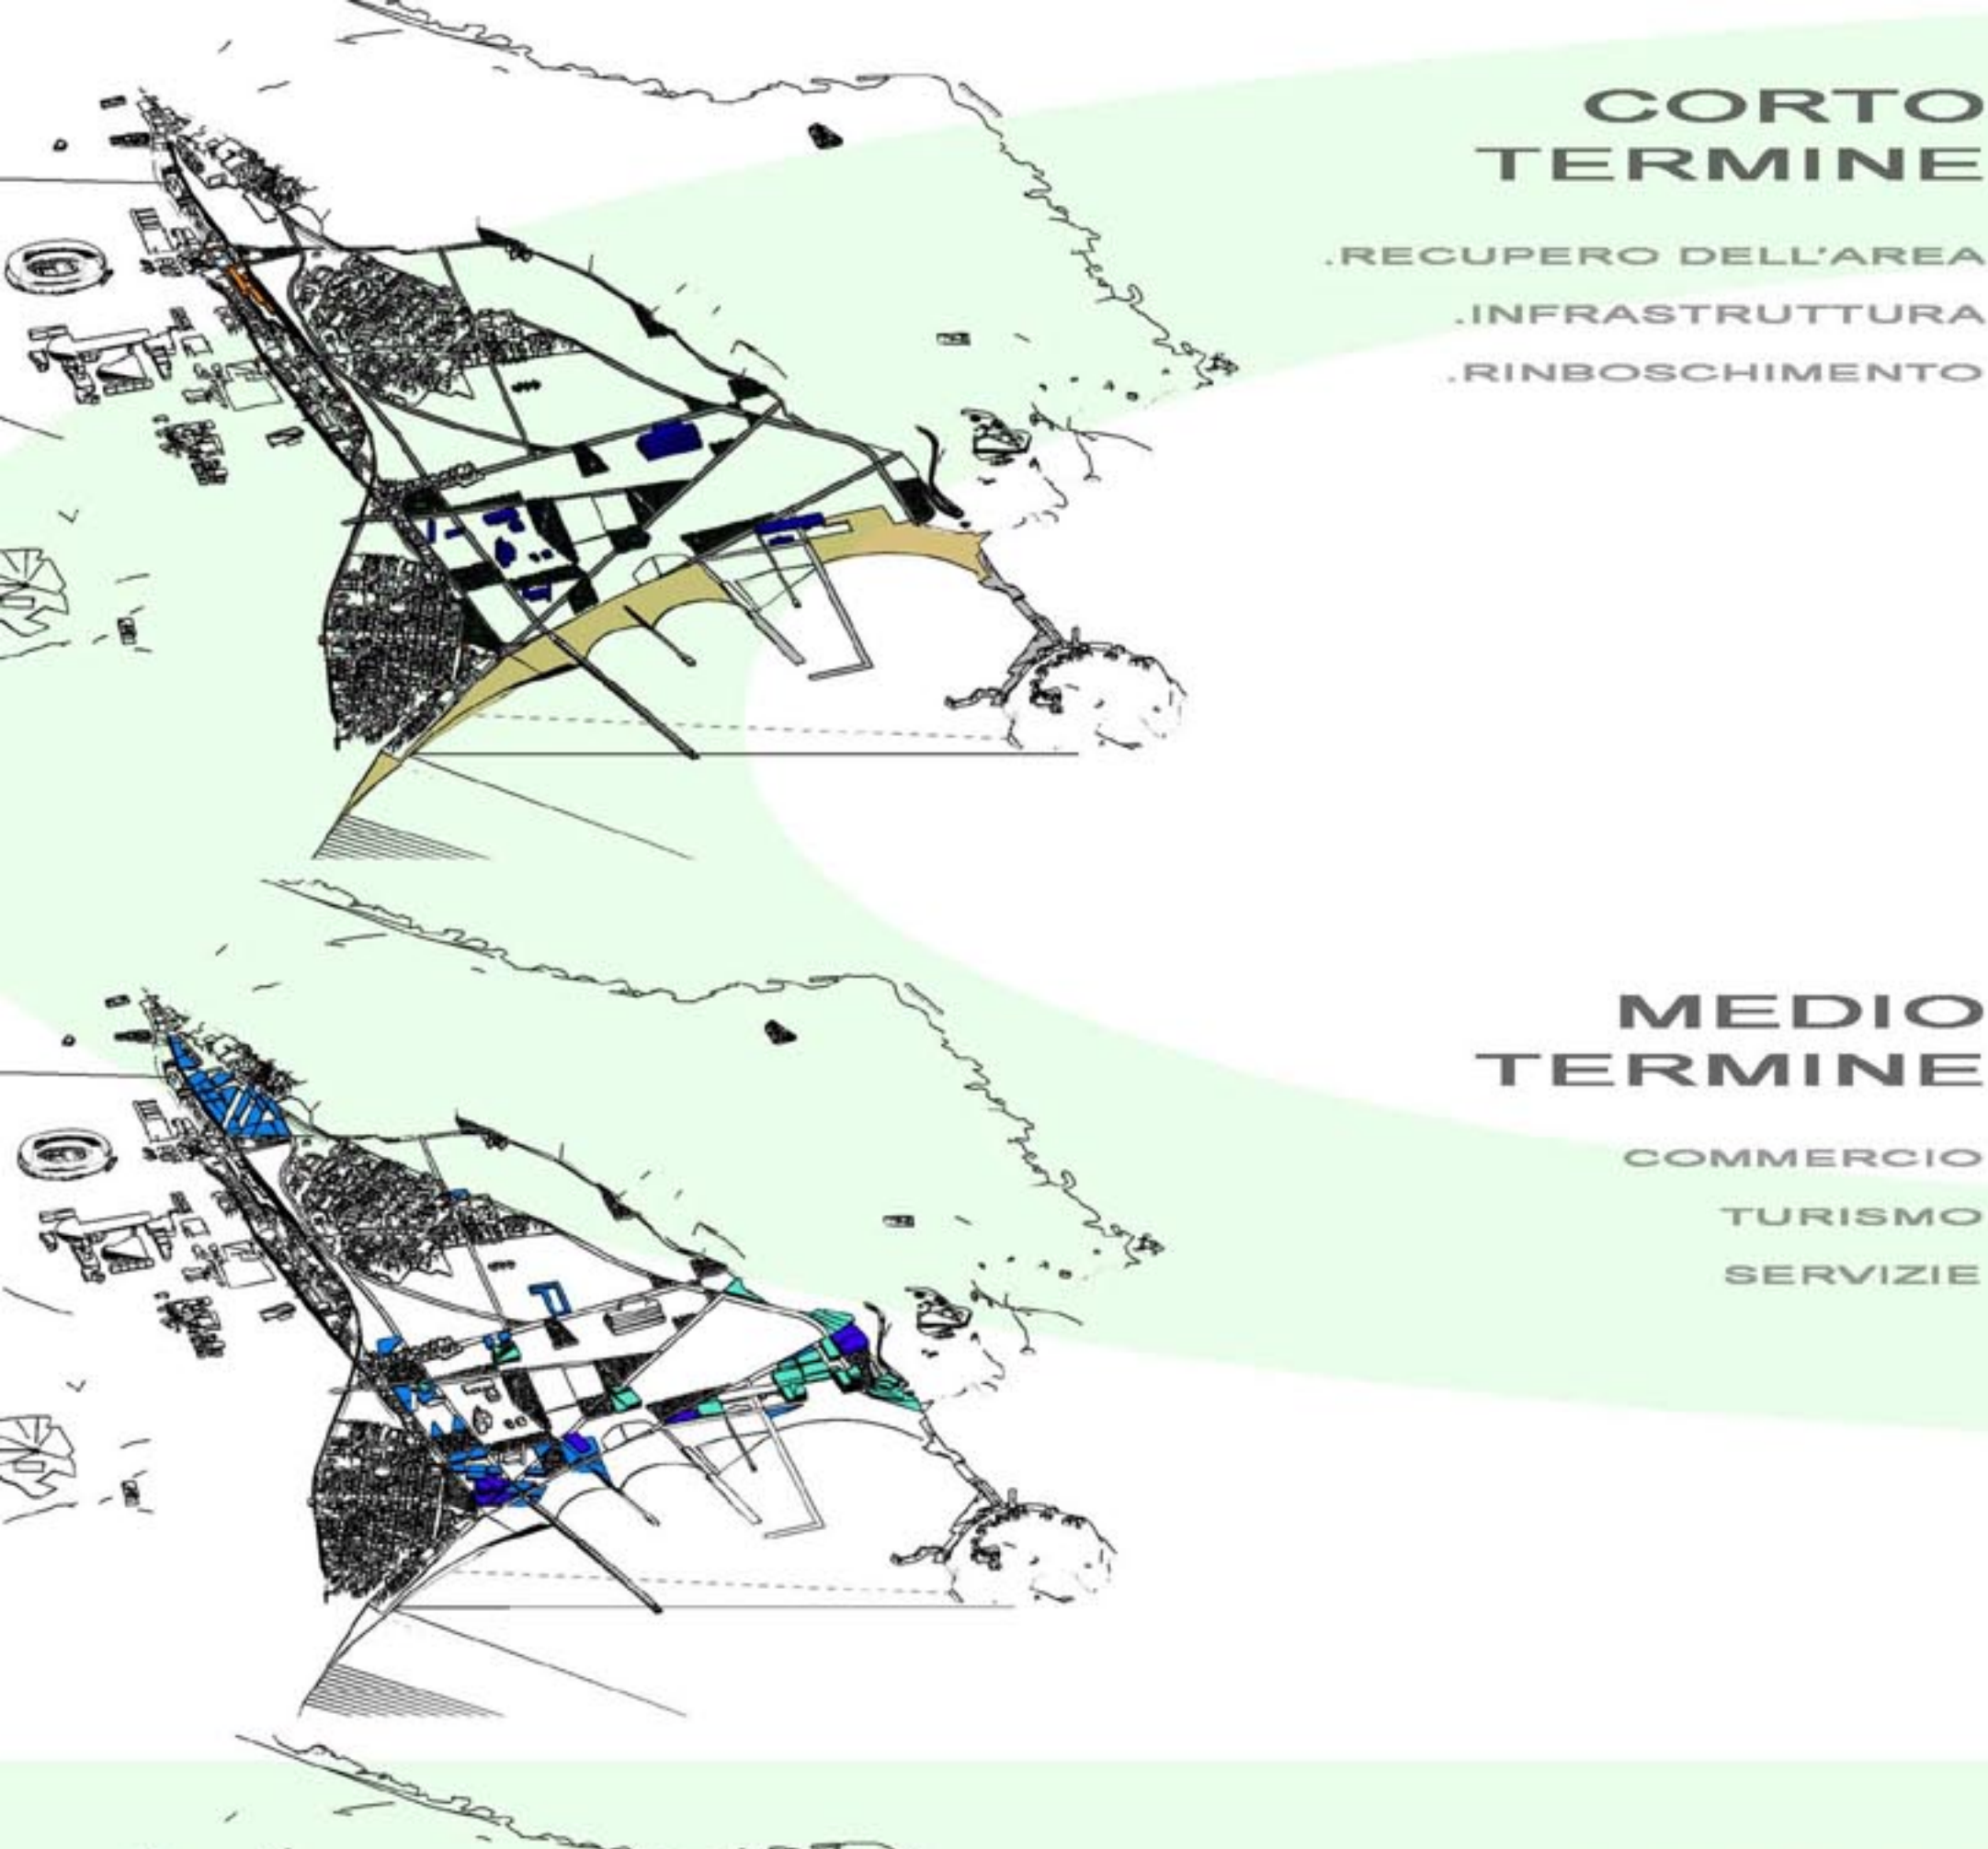 CORTO
TERMINE
.RECUPERO DELL'AREA
.INFRASTRUTTURA
.RINBOSCHIMENTO
MEDIO
TERMINE
COMMERCIO
TURISMO
SERVIZIE